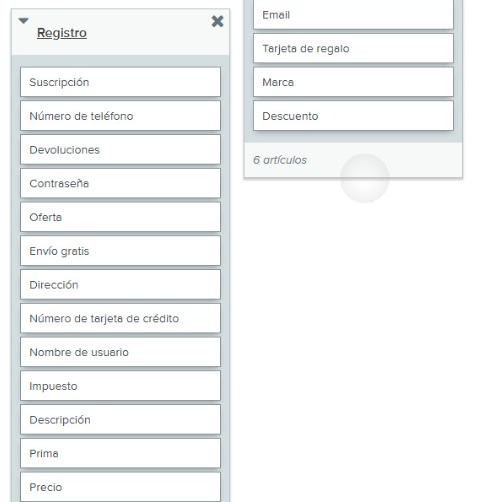 Registro
Suscripción
Número de teléfono
Devoluciones
Contraseña
Oferta
Envío gratis
Dirección
Número de tarjeta de crédito
Nombre de usuario
Impuesto
Descripción
Prima
Precio
Email
Tarjeta de regalo
Marca
Descuento
6 artículos